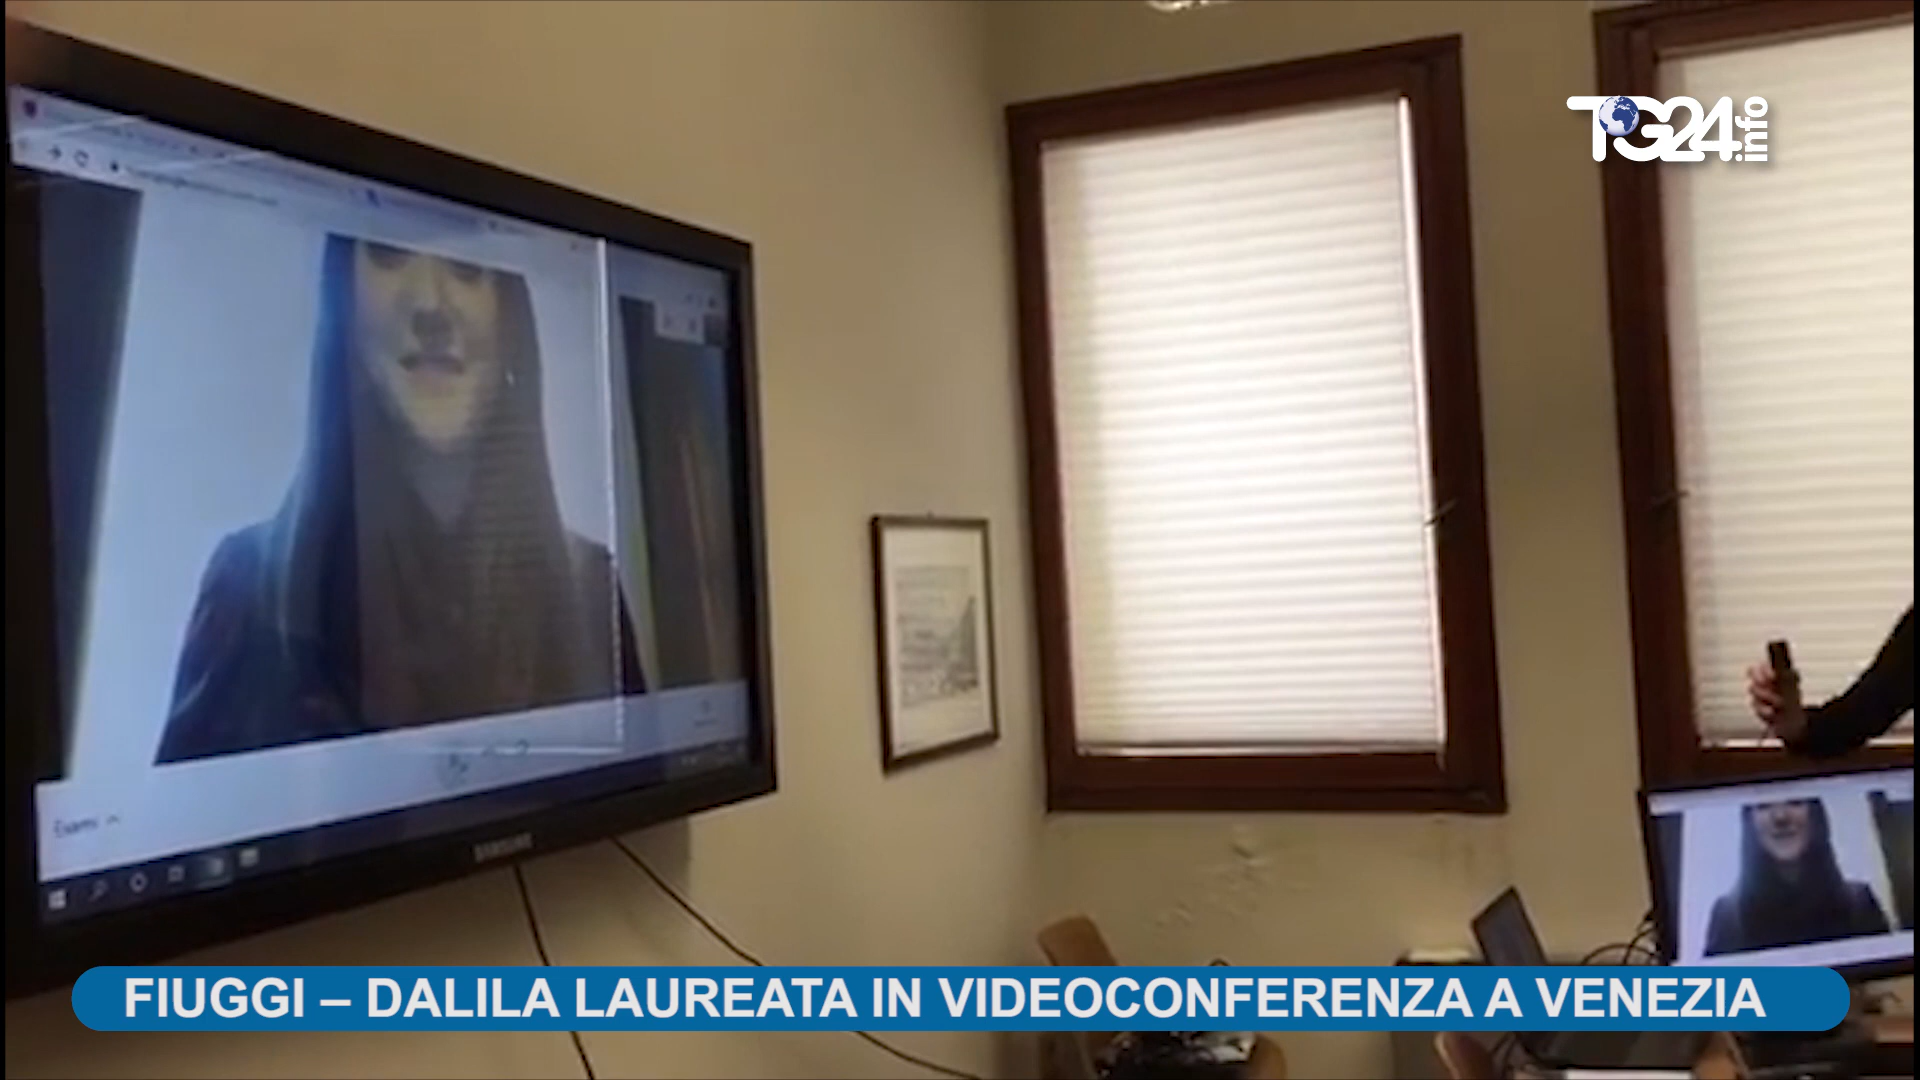 TG24.info
Esami
SAMSUNG
FIUGGI – DALILA LAUREATA IN VIDEOCONFERENZA A VENEZIA